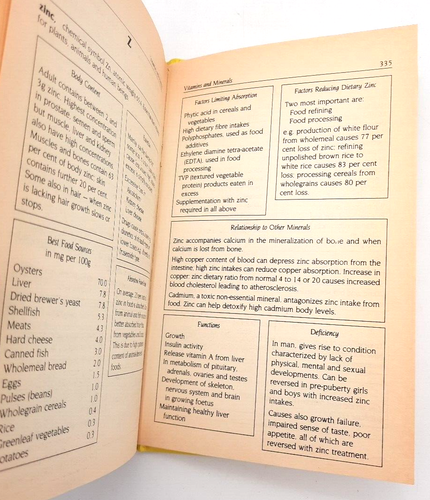 zinc, chemical symbol Zn, atomic weight
for plants, animals and human beings.
Z
Body Content
Adult contains between 2 and
3g zinc. Highest concentration
in prostate, semen and sperm
but muscle, liver and kidney
also have high concentrations.
Muscles and bones contain 63
per cent of body zinc, skin
contains further 20 per cent.
Some also in hair — when zinc
is lacking hair growth slows or
stops.
Best Food Sources
in mg per 100g
Oysters 70.0
Liver 7.8
Dried brewer's yeast 7.8
Shellfish 5.3
Meats 4.3
Hard cheese 4.0
Canned fish 3.0
Wholemeal bread 2.0
Eggs
Pulses (beans) 1.0
Wholegrain cereals
Rice 0.4
Greenleaf vegetables 0.3
Potatoes 0.3
Vitamins and Minerals
335
Factors Limiting Absorption
Phytic acid in cereals and
vegetables
High dietary fibre intakes
Polyphosphates, used as food
additives
Ethylene diamine tetra-acetate
(EDTA), used in food
processing
TVP (textured vegetable
protein) products eaten in
excess
Supplementation with zinc
required in all above
Factors Reducing Dietary Zinc
Two most important are:
Food refining
Food processing
e.g. production of white flour
from wholemeal causes 77 per
cent loss of zinc: refining
unpolished brown rice to
white rice causes 83 per cent
loss: processing cereals from
wholegrains causes 80 per
cent loss.
Relationship to Other Minerals
Zinc accompanies calcium in the mineralization of bone and when
calcium is lost from bone.
High copper content of blood can depress zinc absorption from the
intestine: high zinc intakes can reduce copper absorption. Increase in
copper: zinc dietary ratio from normal 4 to 14 or 20 causes increased
blood cholesterol leading to atherosclerosis.
Cadmium, a toxic non-essential mineral, antagonizes zinc intake from
food. Zinc can help detoxify high cadmium body levels.
Functions
Growth
Insulin activity
Release vitamin A from liver
In metabolism of pituitary,
adrenals, ovaries and testes
Development of skeleton,
nervous system and brain
in growing foetus
Maintaining healthy liver
function
Deficiency
In man, gives rise to condition
characterized by lack of
physical, mental and sexual
developments. Can be
reversed in pre-puberty girls
and boys with increased zinc
intakes.
Causes also growth failure,
impaired sense of taste, poor
appetite, all of which are
reversed with zinc treatment.